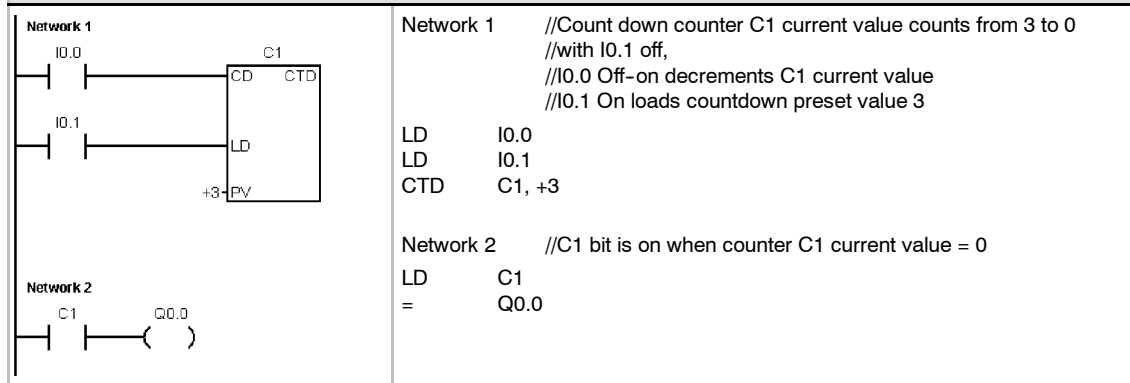 Network 1
I0.0
C1
CD CTD
I0.1
LD
+3 PV
Network 2
C1 Q0.0
Network 1 //Count down counter C1 current value counts from 3 to 0
//with I0.1 off,
//I0.0 Off-on decrements C1 current value
//I0.1 On loads countdown preset value 3
LD I0.0
LD I0.1
CTD C1, +3
Network 2 //C1 bit is on when counter C1 current value = 0
LD C1
= Q0.0